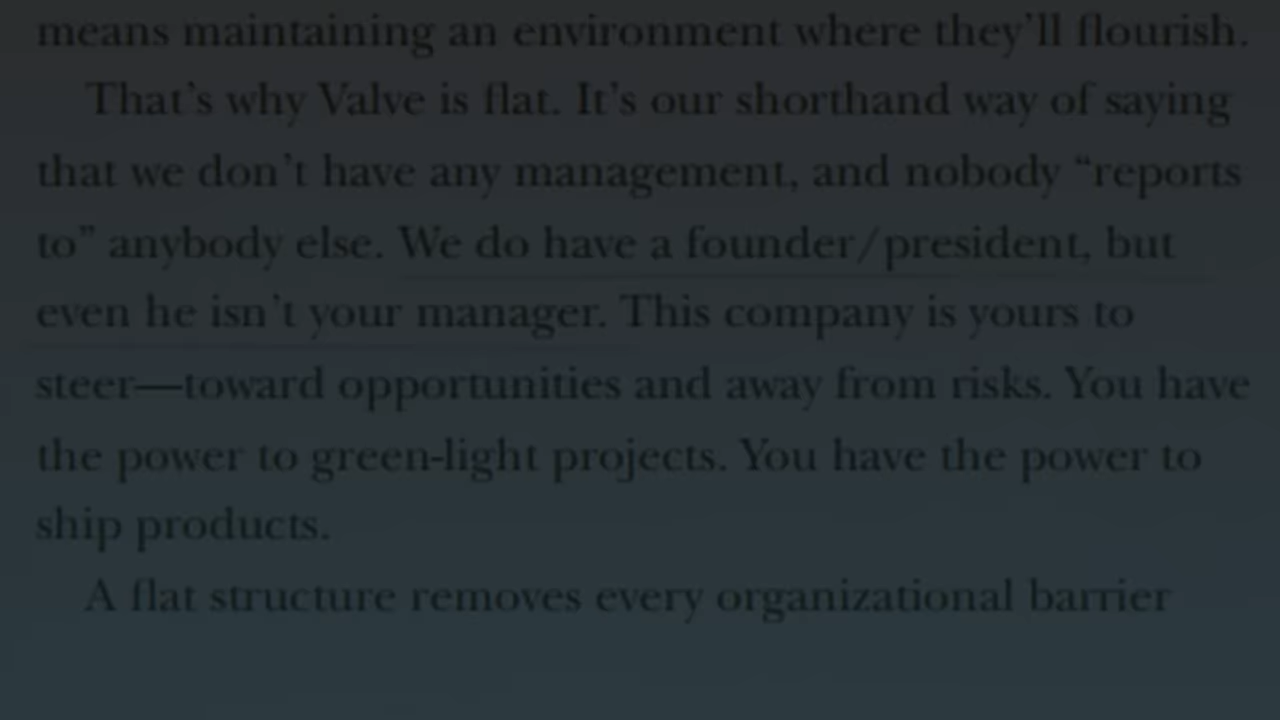 means maintaining an environment where they’ll flourish.
That’s why Valve is flat. It’s our shorthand way of saying
that we don’t have any management, and nobody “reports
to” anybody else. We do have a founder/president, but
even he isn’t your manager. This company is yours to
steer—toward opportunities and away from risks. You have
the power to green-light projects. You have the power to
ship products.
A flat structure removes every organizational barrier